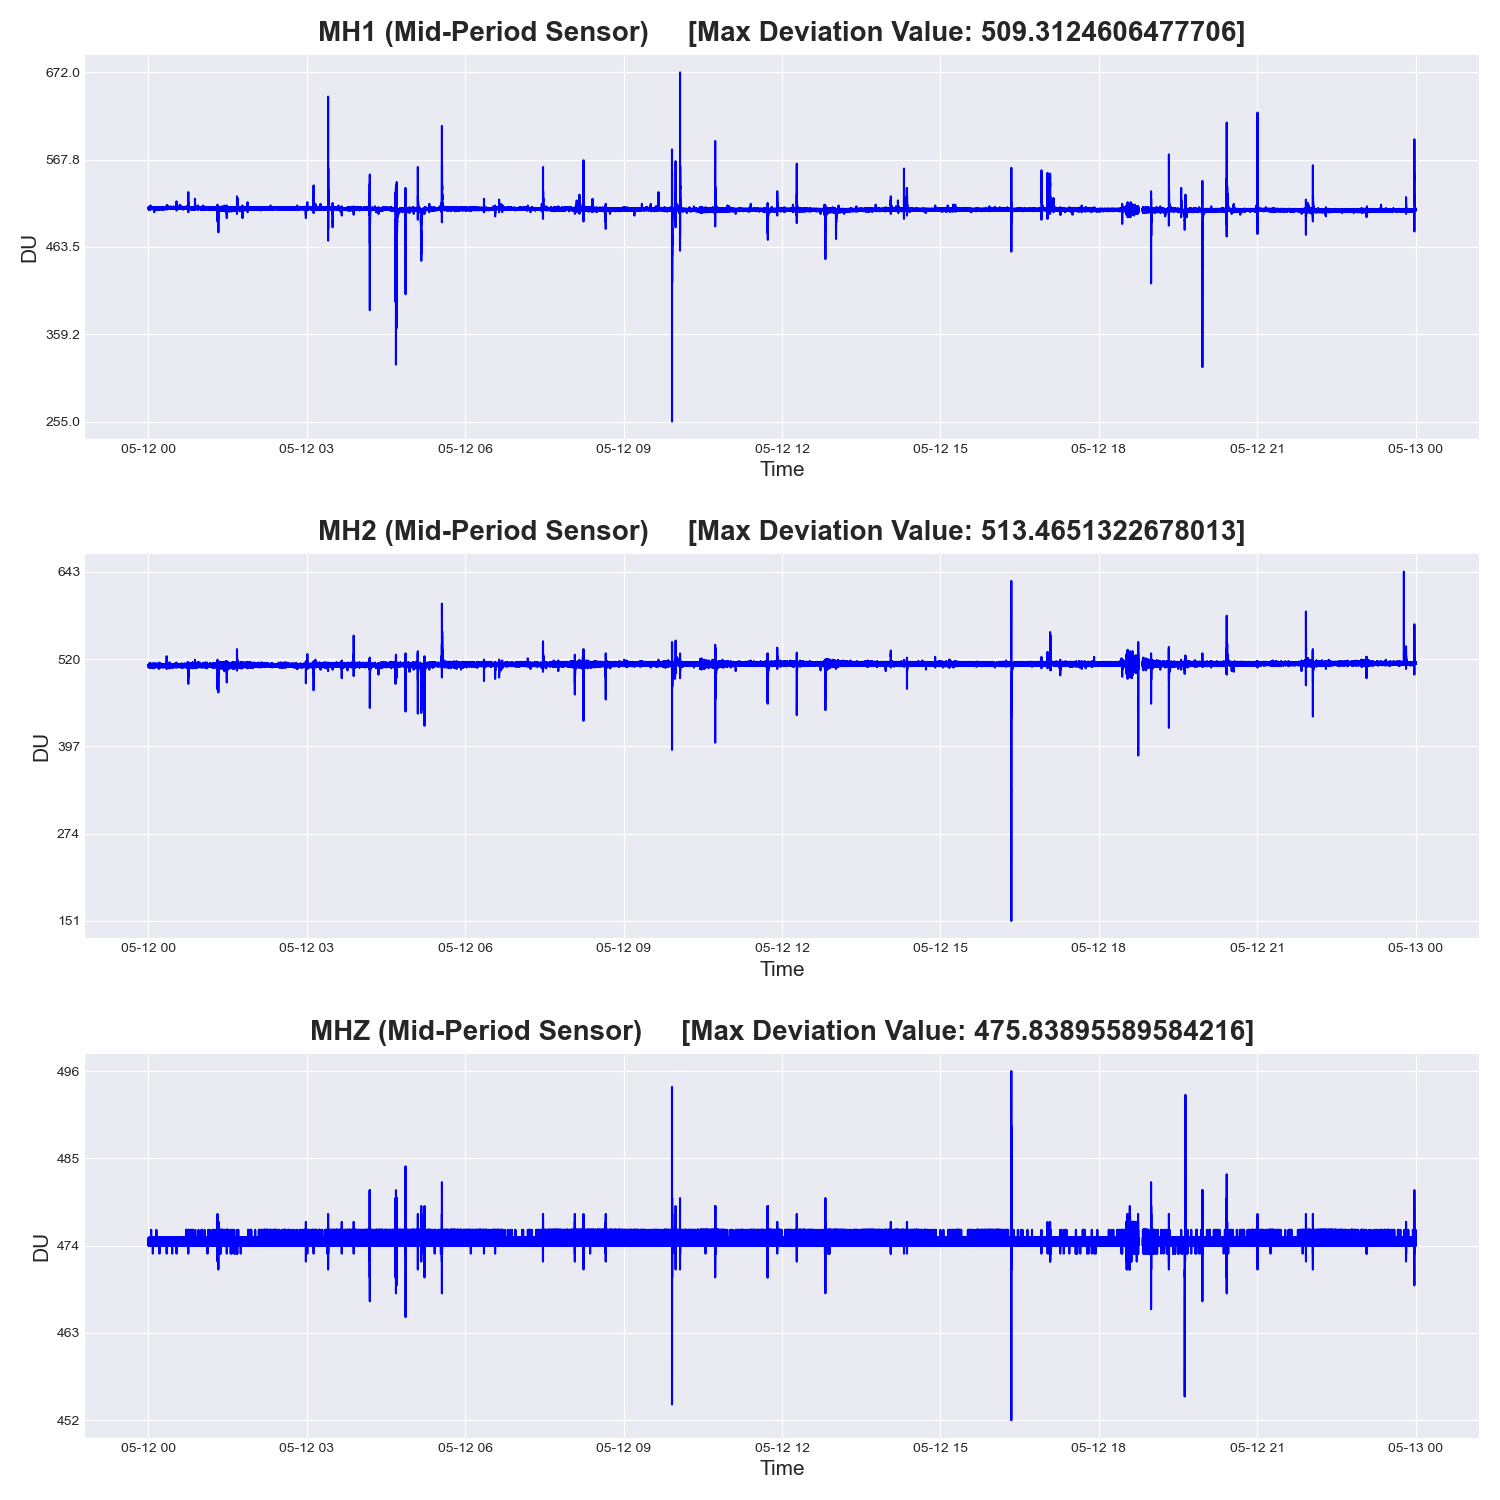 MH1 (Mid-Period Sensor) [Max Deviation Value: 509.3124606477706]
672.0
567.8
463.5
359.2
255.0
DU
05-12 00 05-12 03 05-12 06 05-12 09 05-12 12 05-12 15 05-12 18 05-12 21 05-13 00
Time
MH2 (Mid-Period Sensor) [Max Deviation Value: 513.4651322678013]
643
520
397
274
151
DU
05-12 00 05-12 03 05-12 06 05-12 09 05-12 12 05-12 15 05-12 18 05-12 21 05-13 00
Time
MHZ (Mid-Period Sensor) [Max Deviation Value: 475.83895589584216]
496
485
474
463
452
DU
05-12 00 05-12 03 05-12 06 05-12 09 05-12 12 05-12 15 05-12 18 05-12 21 05-13 00
Time